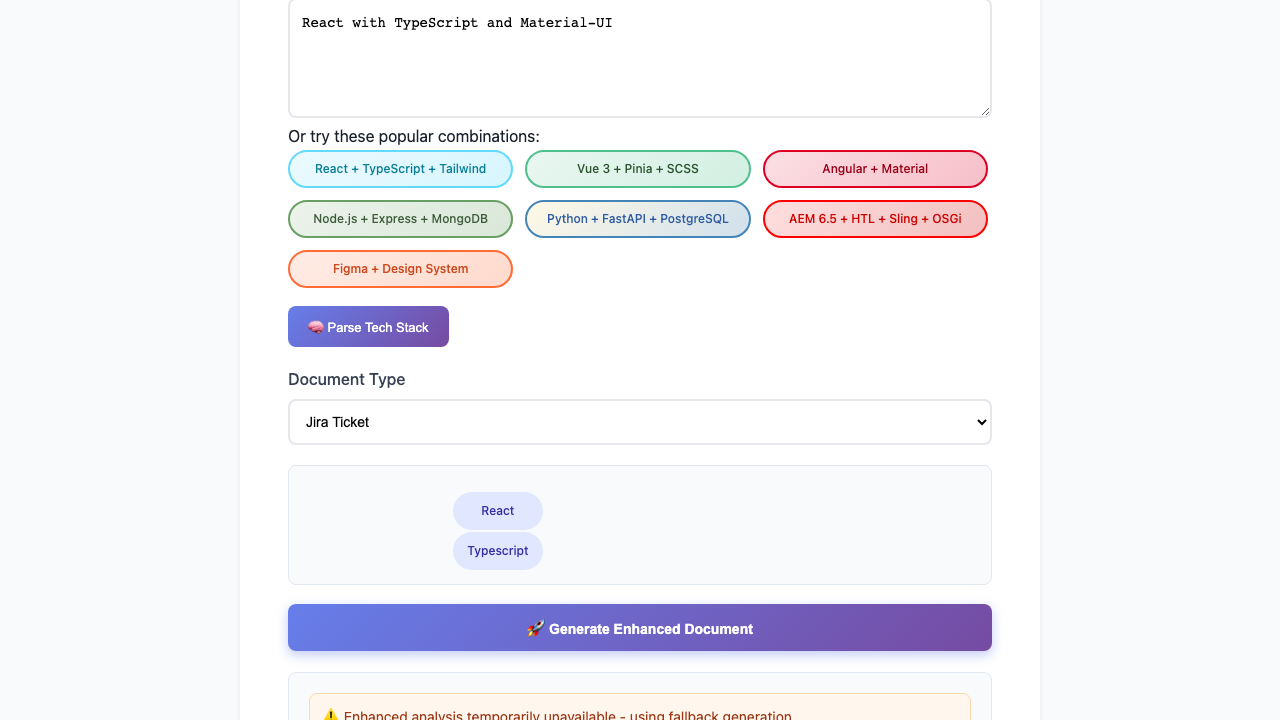 React with TypeScript and Material-UI
Or try these popular combinations:
React + TypeScript + Tailwind
Vue 3 + Pinia + SCSS
Angular + Material
Node.js + Express + MongoDB
Python + FastAPI + PostgreSQL
AEM 6.5 + HTL + Sling + OSGi
Figma + Design System
🧠 Parse Tech Stack
Document Type
Jira Ticket
React
Typescript
🚀 Generate Enhanced Document
⚠️ Enhanced analysis temporarily unavailable - using fallback generation